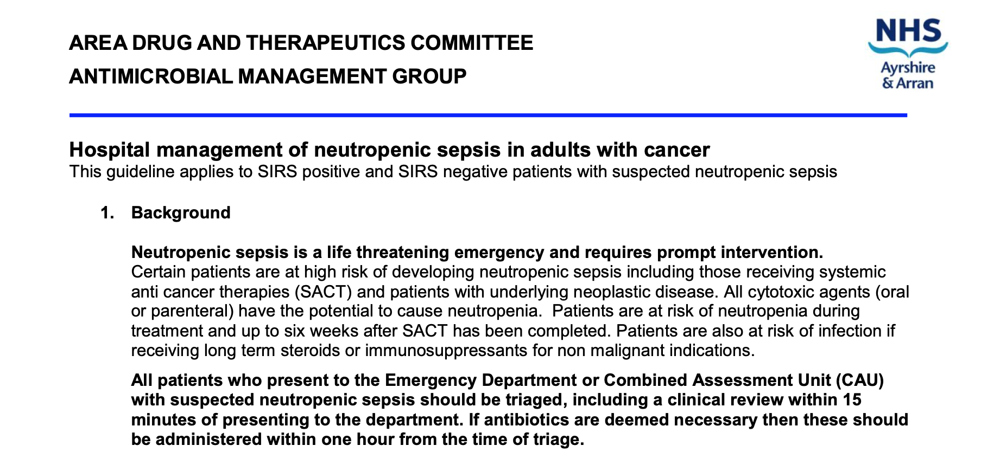 AREA DRUG AND THERAPEUTICS COMMITTEE
ANTIMICROBIAL MANAGEMENT GROUP
NHS
Ayrshire
& Arran
Hospital management of neutropenic sepsis in adults with cancer
This guideline applies to SIRS positive and SIRS negative patients with suspected neutropenic sepsis
1. Background
Neutropenic sepsis is a life threatening emergency and requires prompt intervention.
Certain patients are at high risk of developing neutropenic sepsis including those receiving systemic
anti cancer therapies (SACT) and patients with underlying neoplastic disease. All cytotoxic agents (oral
or parenteral) have the potential to cause neutropenia.  Patients are at risk of neutropenia during
treatment and up to six weeks after SACT has been completed. Patients are also at risk of infection if
receiving long term steroids or immunosuppressants for non malignant indications.
All patients who present to the Emergency Department or Combined Assessment Unit (CAU)
with suspected neutropenic sepsis should be triaged, including a clinical review within 15
minutes of presenting to the department. If antibiotics are deemed necessary then these should
be administered within one hour from the time of triage.